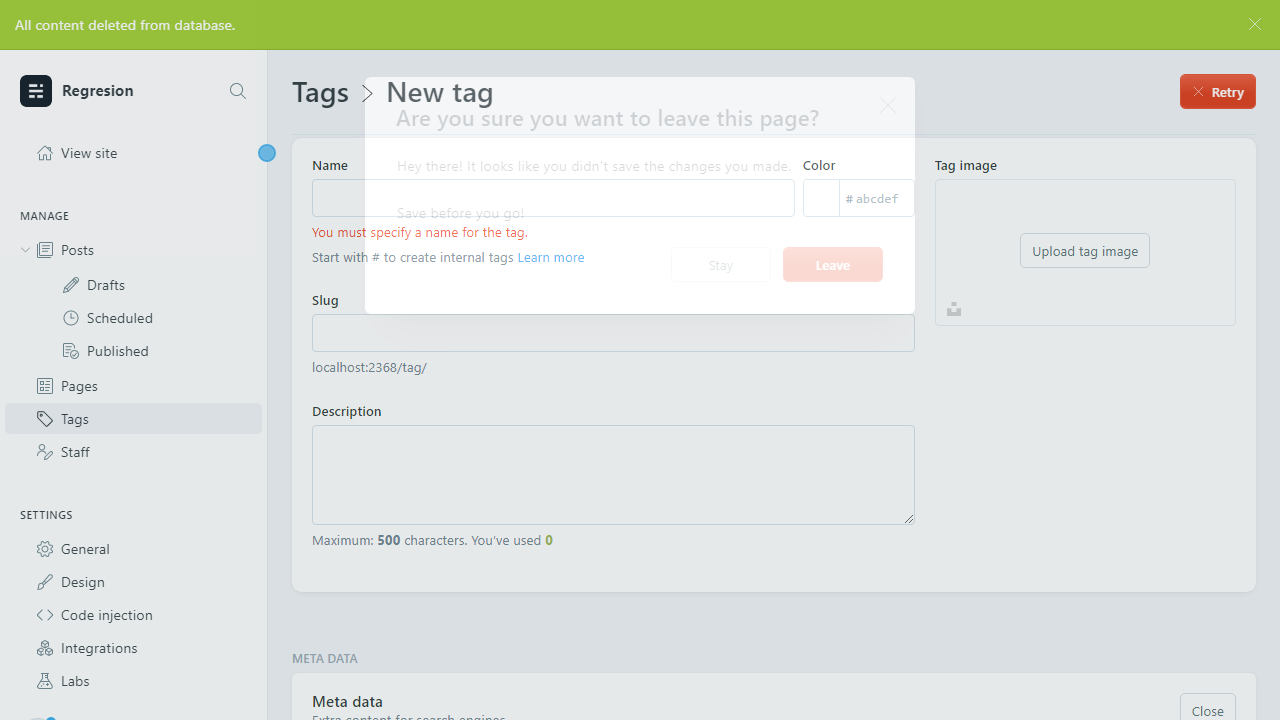 All content deleted from database.
Regresion
View site
MANAGE
Posts
Drafts
Scheduled
Published
Pages
Tags
Staff
SETTINGS
General
Design
Code injection
Integrations
Labs
Tags > New tag
Retry
Are you sure you want to leave this page?
Hey there! It looks like you didn't save the changes you made.
Save before you go!
Stay
Leave
Name
Color
# abcdef
You must specify a name for the tag.
Start with # to create internal tags Learn more
Slug
localhost:2368/tag/
Description
Maximum: 500 characters. You've used 0
Tag image
Upload tag image
META DATA
Meta data
Extra content for search engines
Close